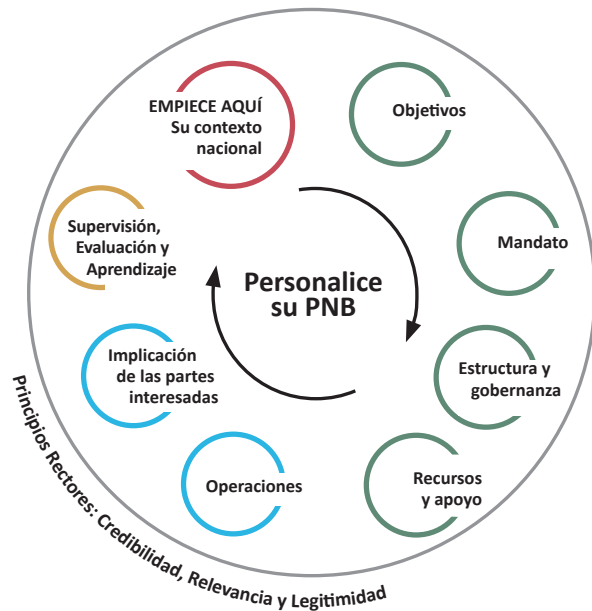 EMPIECE AQUÍ
Su contexto
nacional
Objetivos
Mandato
Estructura y
gobernanza
Recursos
y apoyo
Operaciones
Implicación
de las partes
interesadas
Supervisión,
Evaluación y
Aprendizaje
Personalice
su PNB
Principios Rectores: Credibilidad, Relevancia y Legitimidad